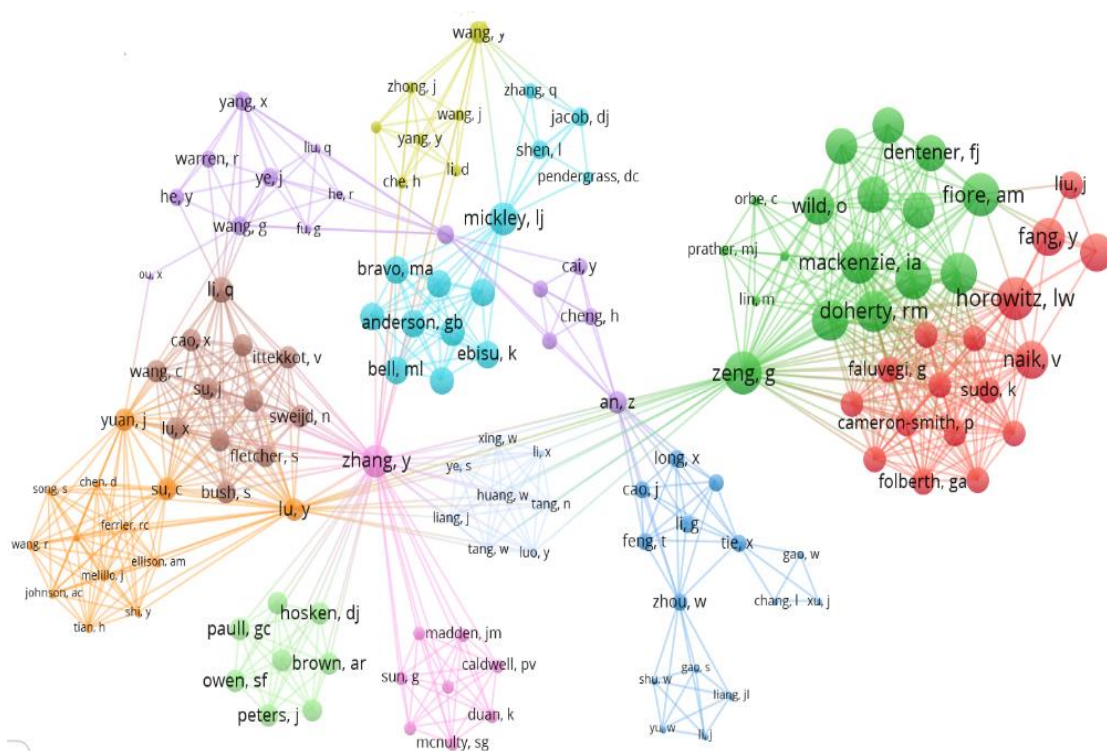 wang, y
zhong, j
wang, j
yang, y
li, d
che, h
zhang, q
jacob, dj
shen, l
pendergrass, dc
mickley, lj
yang, x
liu, q
warren, r
ye, j
he, y
he, r
wang, g
fu, g
ou, x
bravo, ma
anderson, gb
ebisu, k
bell, ml
cai, y
cheng, h
an, z
dentener, fj
orbe, c
wild, o
fiore, am
prather, mj
mackenzie, ia
lin, m
doherty, rm
zeng, g
liu, j
fang, y
horowitz, lw
naik, v
faluvegi, g
sudo, k
cameron-smith, p
folberth, ga
li, q
cao, x
ittekkot, v
wang, c
su, j
sweijd, n
lu, x
fletcher, s
bush, s
yuan, j
su, c
lu, y
song, s
chen, d
ferrier, rc
wang, r
ellison, am
melillo, j
johnson, ac
shi, y
tian, h
zhang, y
xing, w
li, x
ye, s
huang, w
tang, n
liang, j
tang, w
luo, y
long, x
cao, j
li, g
feng, t
tie, x
gao, w
chang, l
xu, j
zhou, w
gao, s
shu, w
liang, jl
yu, w
li, j
hosken, dj
paull, gc
brown, ar
owen, sf
peters, j
madden, jm
caldwell, pv
sun, g
duan, k
mcnulty, sg